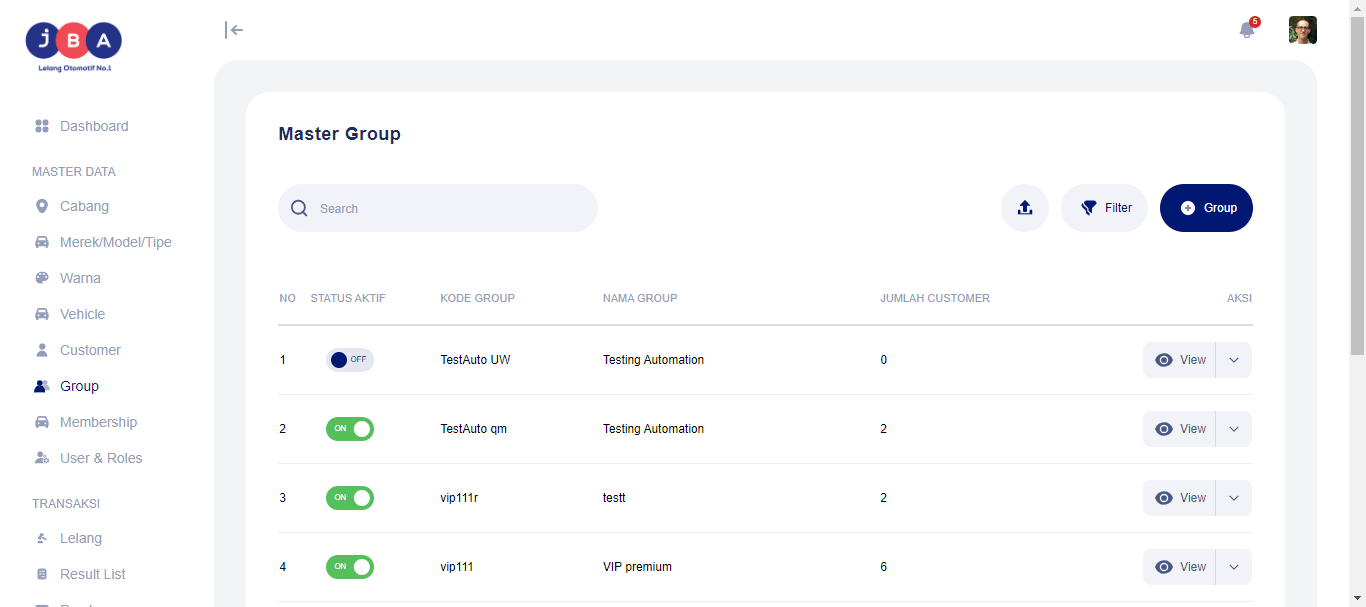 JBA
Lelang Otomotif No.1
5
Dashboard
MASTER DATA
Cabang
Merek/Model/Tipe
Warna
Vehicle
Customer
Group
Membership
User & Roles
TRANSAKSI
Lelang
Result List
Master Group
Search
Filter
Group
NO STATUS AKTIF KODE GROUP NAMA GROUP JUMLAH CUSTOMER AKSI
1 OFF TestAuto UW Testing Automation 0 View
2 ON TestAuto qm Testing Automation 2 View
3 ON vip111r testt 2 View
4 ON vip111 VIP premium 6 View